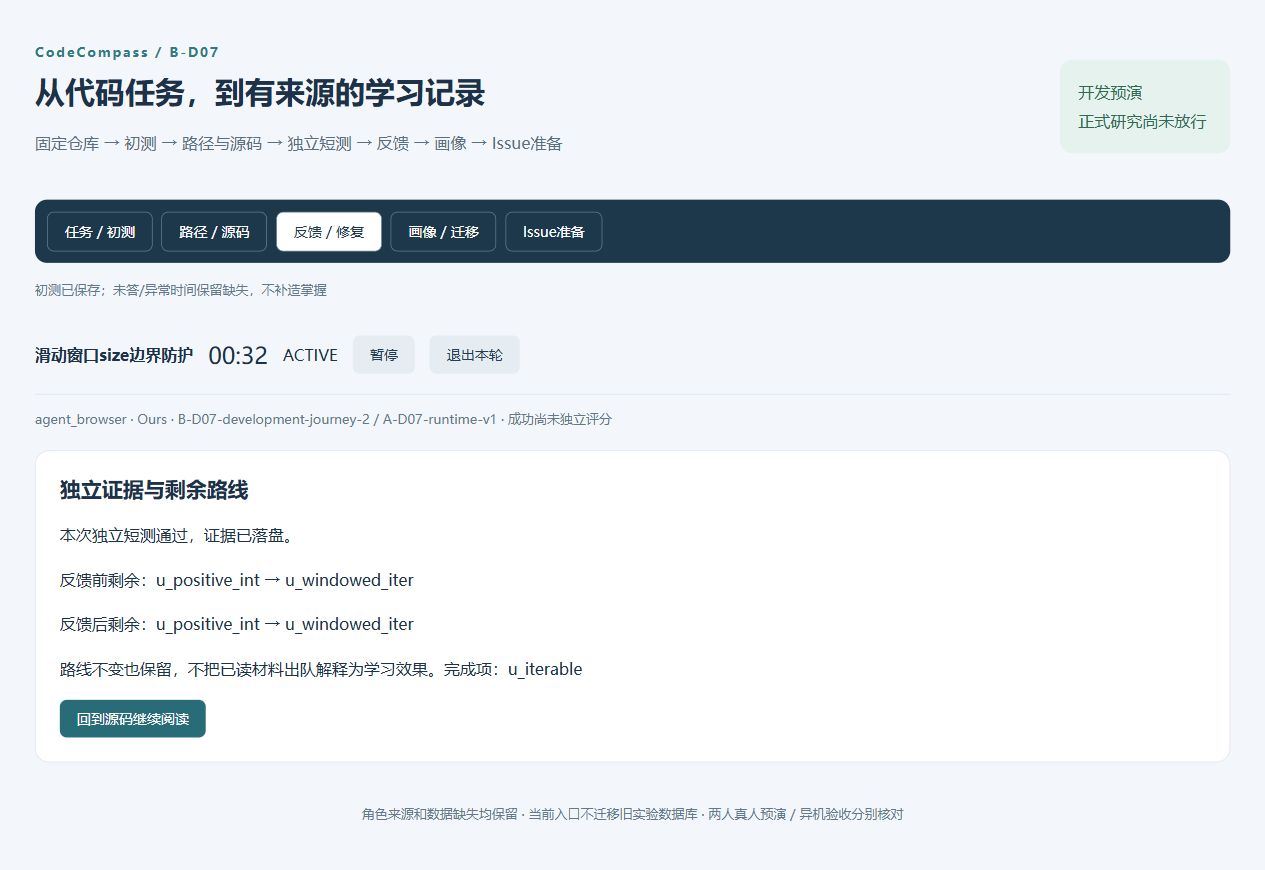 CodeCompass / B-D07
从代码任务，到有来源的学习记录
固定仓库 → 初测 → 路径与源码 → 独立短测 → 反馈 → 画像 → Issue准备
开发预演
正式研究尚未放行
任务 / 初测
路径 / 源码
反馈 / 修复
画像 / 迁移
Issue准备
初测已保存；未答/异常时间保留缺失，不补造掌握
滑动窗口size边界防护 00:32 ACTIVE 暂停 退出本轮
agent_browser · Ours · B-D07-development-journey-2 / A-D07-runtime-v1 · 成功尚未独立评分
独立证据与剩余路线
本次独立短测通过，证据已落盘。
反馈前剩余：u_positive_int → u_windowed_iter
反馈后剩余：u_positive_int → u_windowed_iter
路线不变也保留，不把已读材料出队解释为学习效果。完成项：u_iterable
回到源码继续阅读
角色来源和数据缺失均保留 · 当前入口不迁移旧实验数据库 · 两人真人预演 / 异机验收分别核对